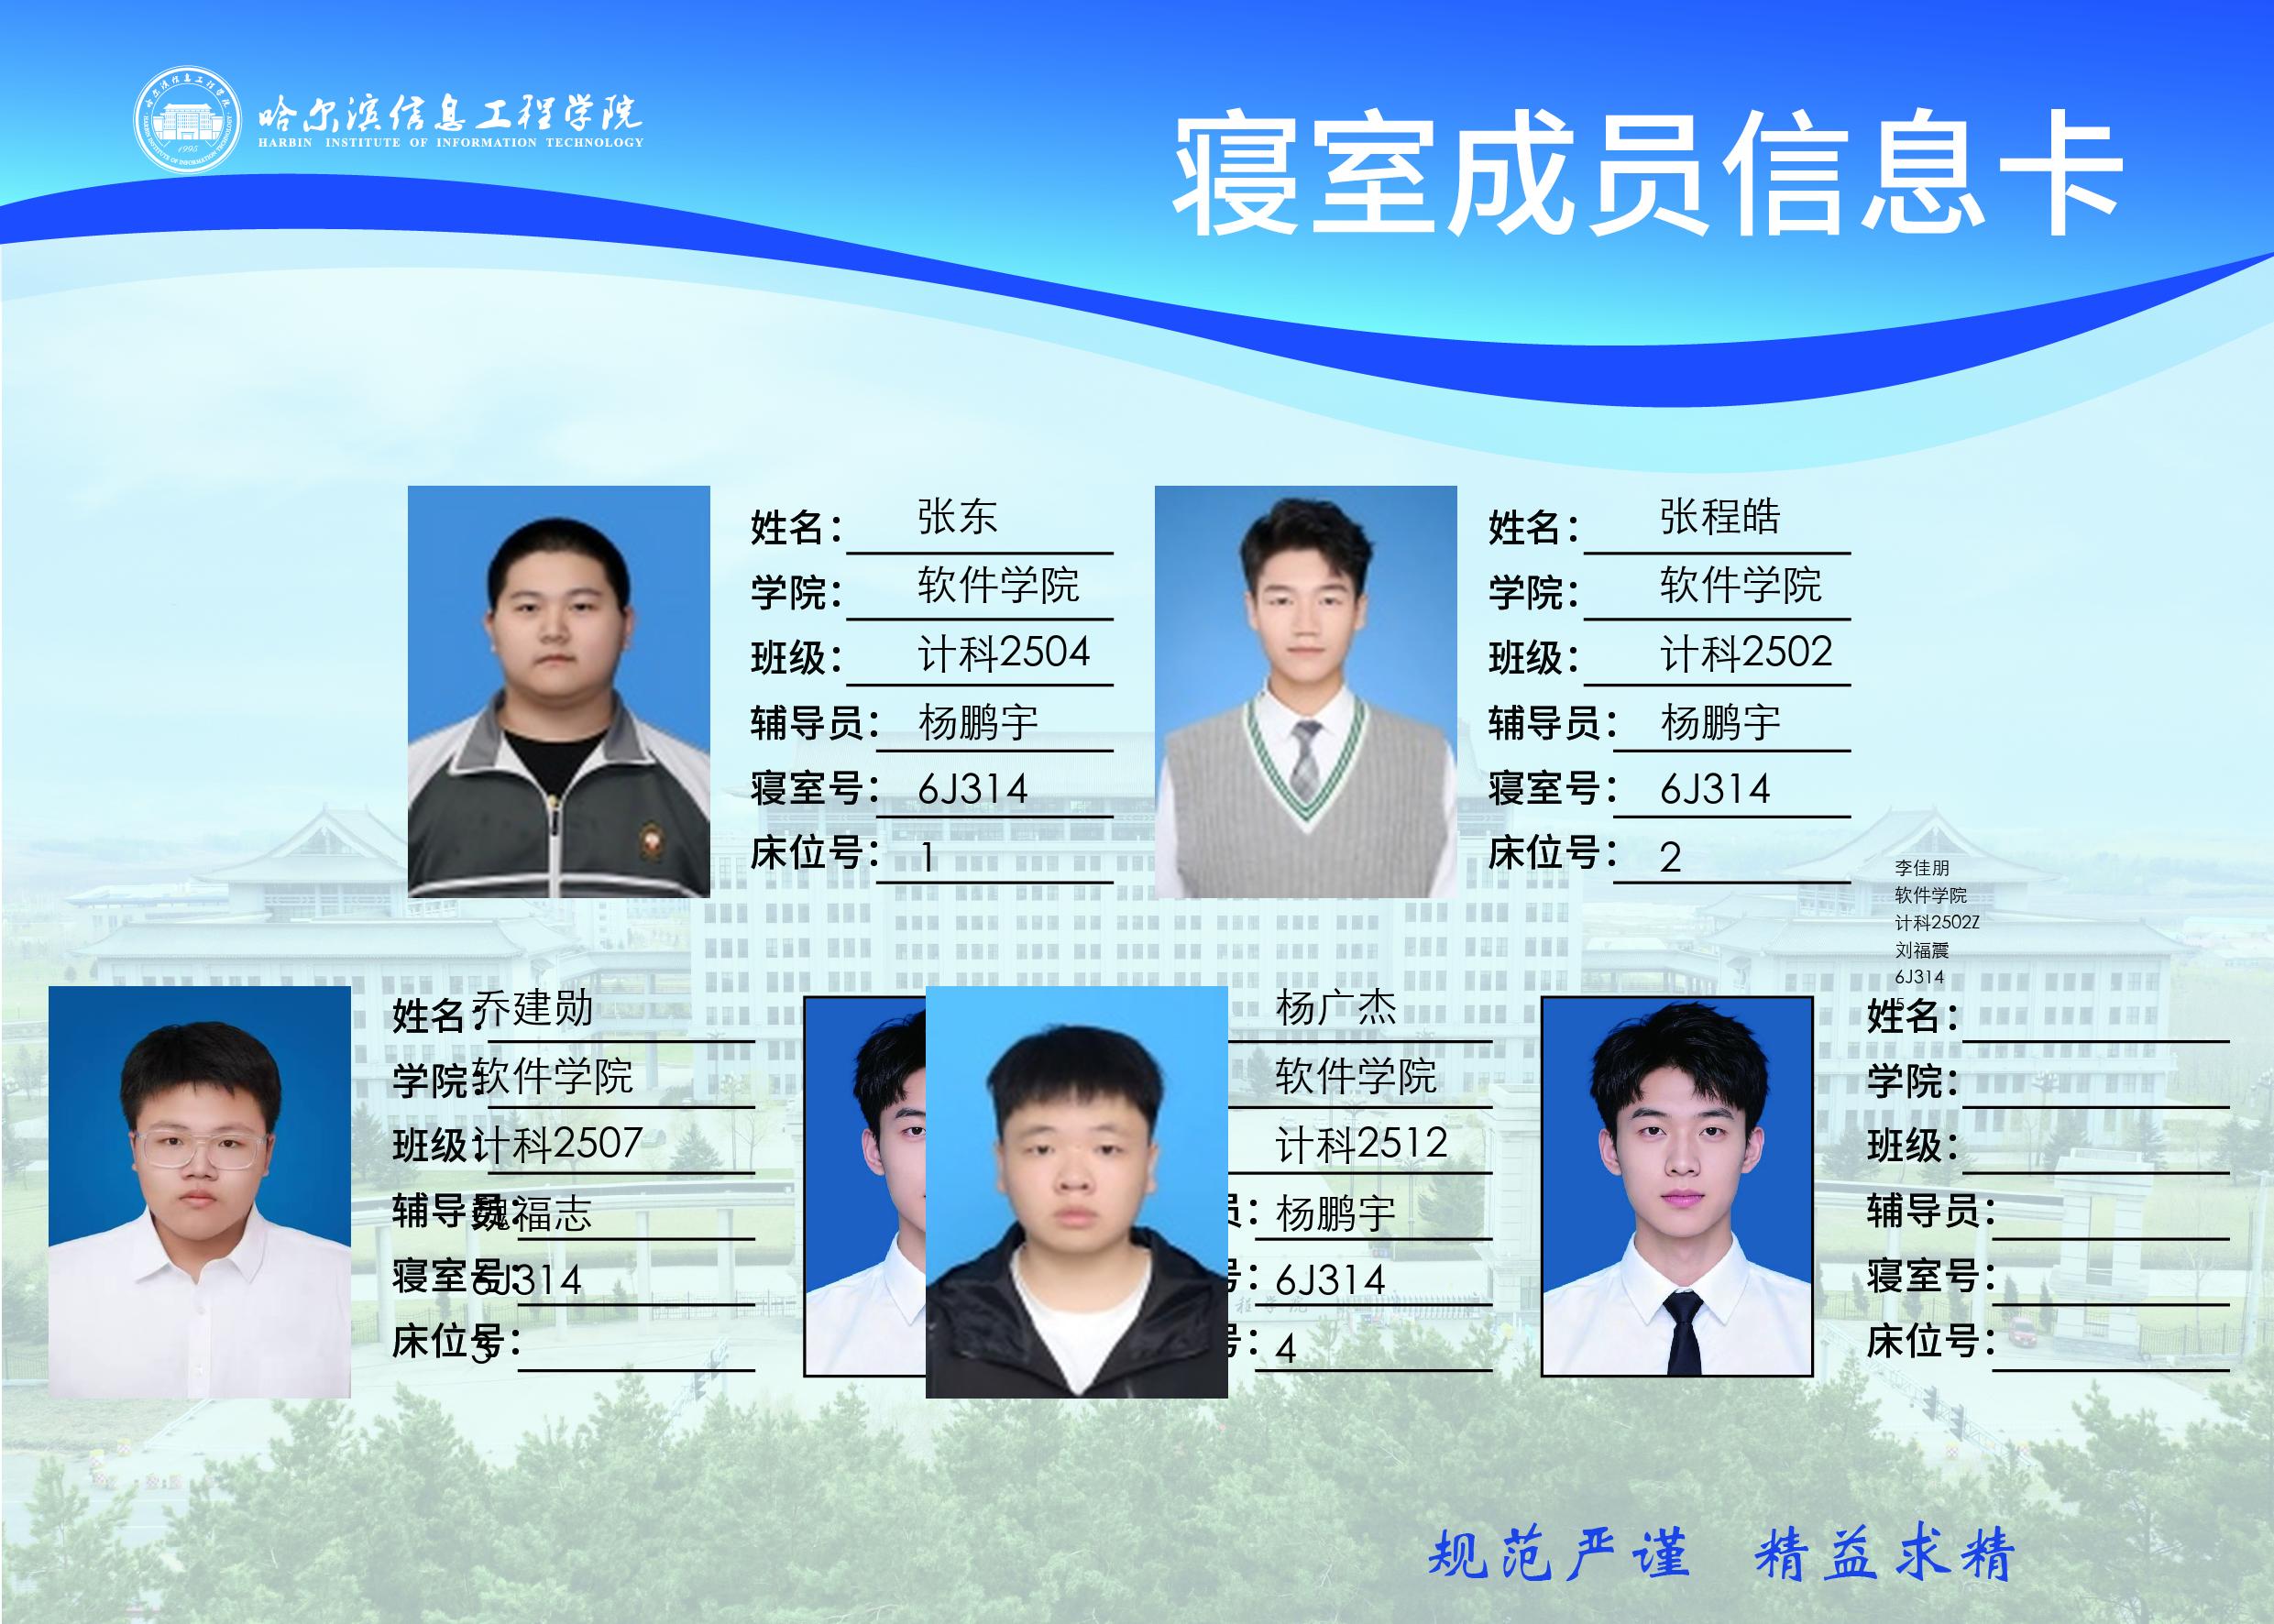 哈尔滨信息工程学院
HARBIN INSTITUTE OF INFORMATION TECHNOLOGY
1995
寝室成员信息卡
姓名： 张东
学院： 软件学院
班级： 计科2504
辅导员： 杨鹏宇
寝室号： 6J314
床位号： 1
姓名： 张程皓
学院： 软件学院
班级： 计科2502
辅导员： 杨鹏宇
寝室号： 6J314
床位号： 2
李佳朋
软件学院
计科2502Z
刘福震
6J314
5
姓名：乔建勋
学院：软件学院
班级：计科2507
辅导员：魏福志
寝室号：6J314
床位号：3
杨广杰
软件学院
计科2512
员：杨鹏宇
号：6J314
号：4
姓名：
学院：
班级：
辅导员：
寝室号：
床位号：
规范严谨 精益求精